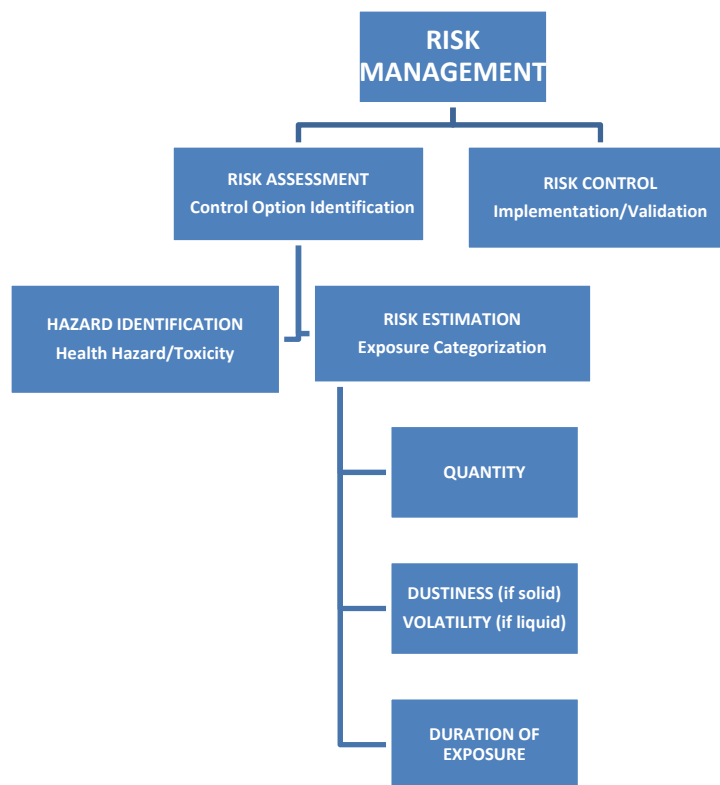 RISK
MANAGEMENT
RISK ASSESSMENT
Control Option Identification
RISK CONTROL
Implementation/Validation
HAZARD IDENTIFICATION
Health Hazard/Toxicity
RISK ESTIMATION
Exposure Categorization
QUANTITY
DUSTINESS (if solid)
VOLATILITY (if liquid)
DURATION OF
EXPOSURE